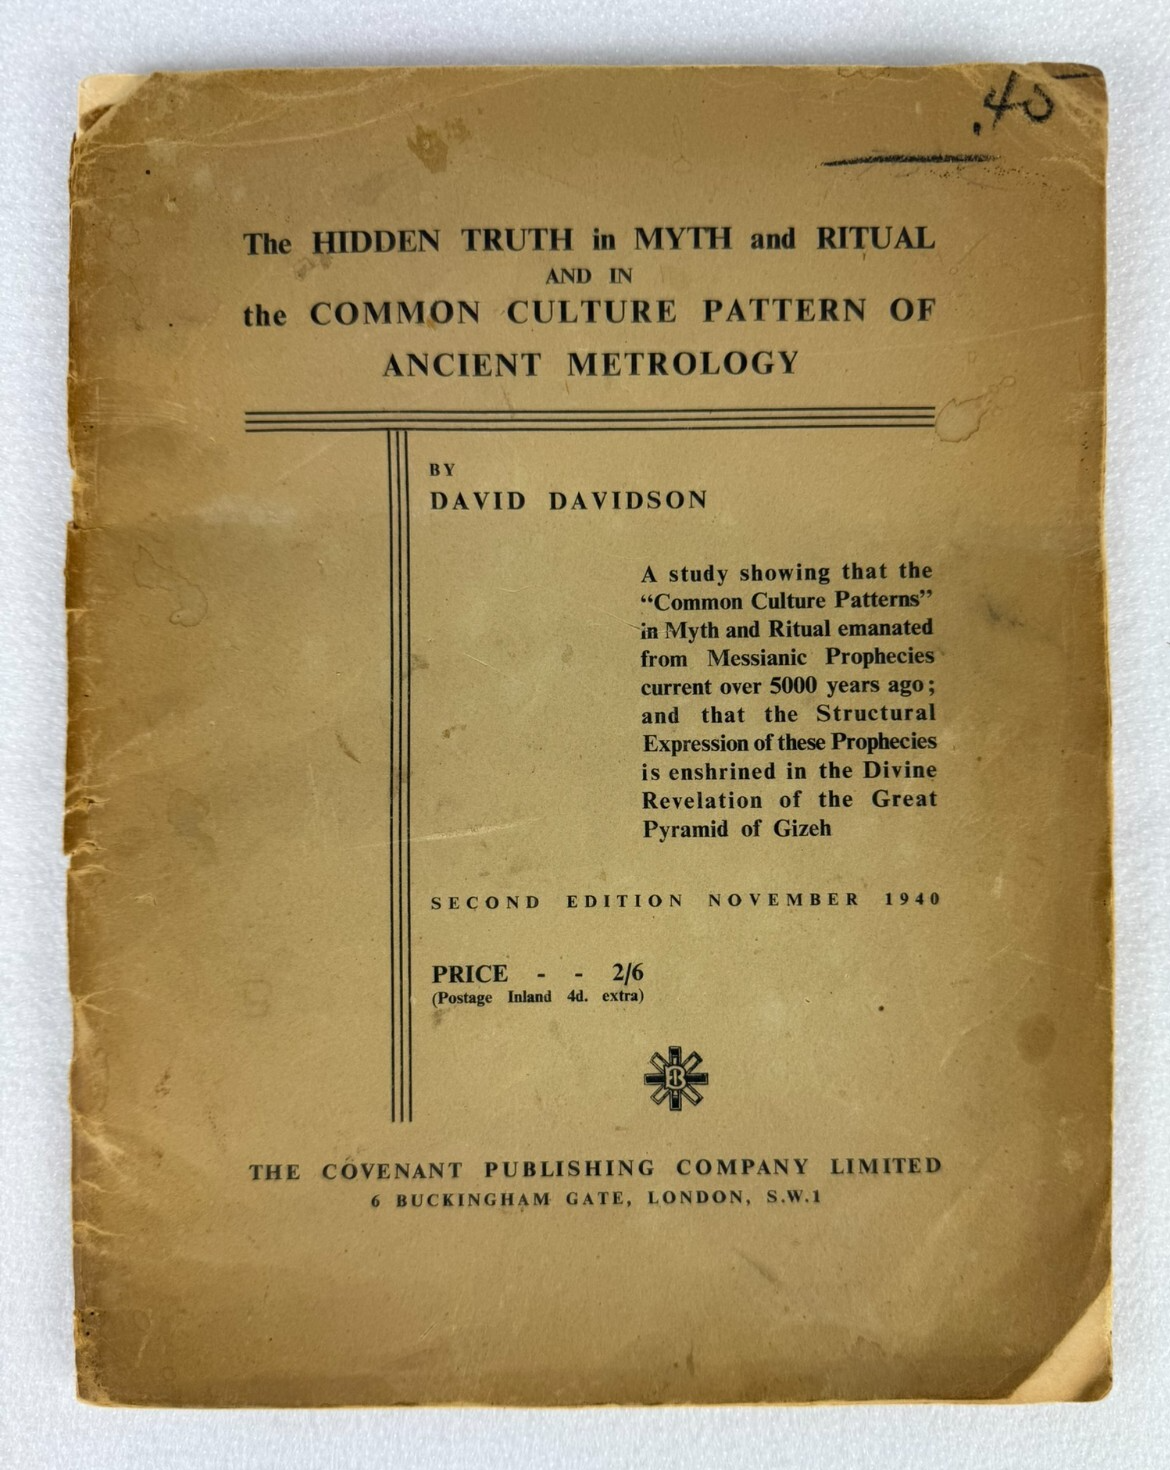 .40
The HIDDEN TRUTH in MYTH and RITUAL
AND IN
the COMMON CULTURE PATTERN OF
ANCIENT METROLOGY
BY
DAVID DAVIDSON
A study showing that the
“Common Culture Patterns”
in Myth and Ritual emanated
from Messianic Prophecies
current over 5000 years ago;
and that the Structural
Expression of these Prophecies
is enshrined in the Divine
Revelation of the Great
Pyramid of Gizeh
SECOND EDITION NOVEMBER 1940
PRICE - - 2/6
(Postage Inland 4d. extra)
B
THE COVENANT PUBLISHING COMPANY LIMITED
6 BUCKINGHAM GATE, LONDON, S.W.1